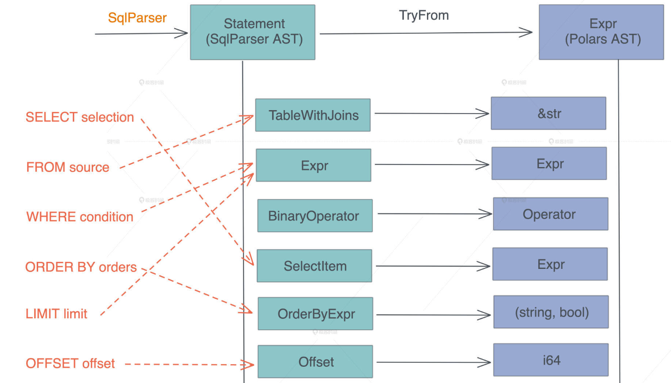 SqlParser
Statement
(SqlParser AST)
TryFrom
Expr
(Polars AST)
SELECT selection
TableWithJoins
&str
FROM source
Expr
Expr
WHERE condition
BinaryOperator
Operator
ORDER BY orders
SelectItem
Expr
LIMIT limit
OrderByExpr
(string, bool)
OFFSET offset
Offset
i64